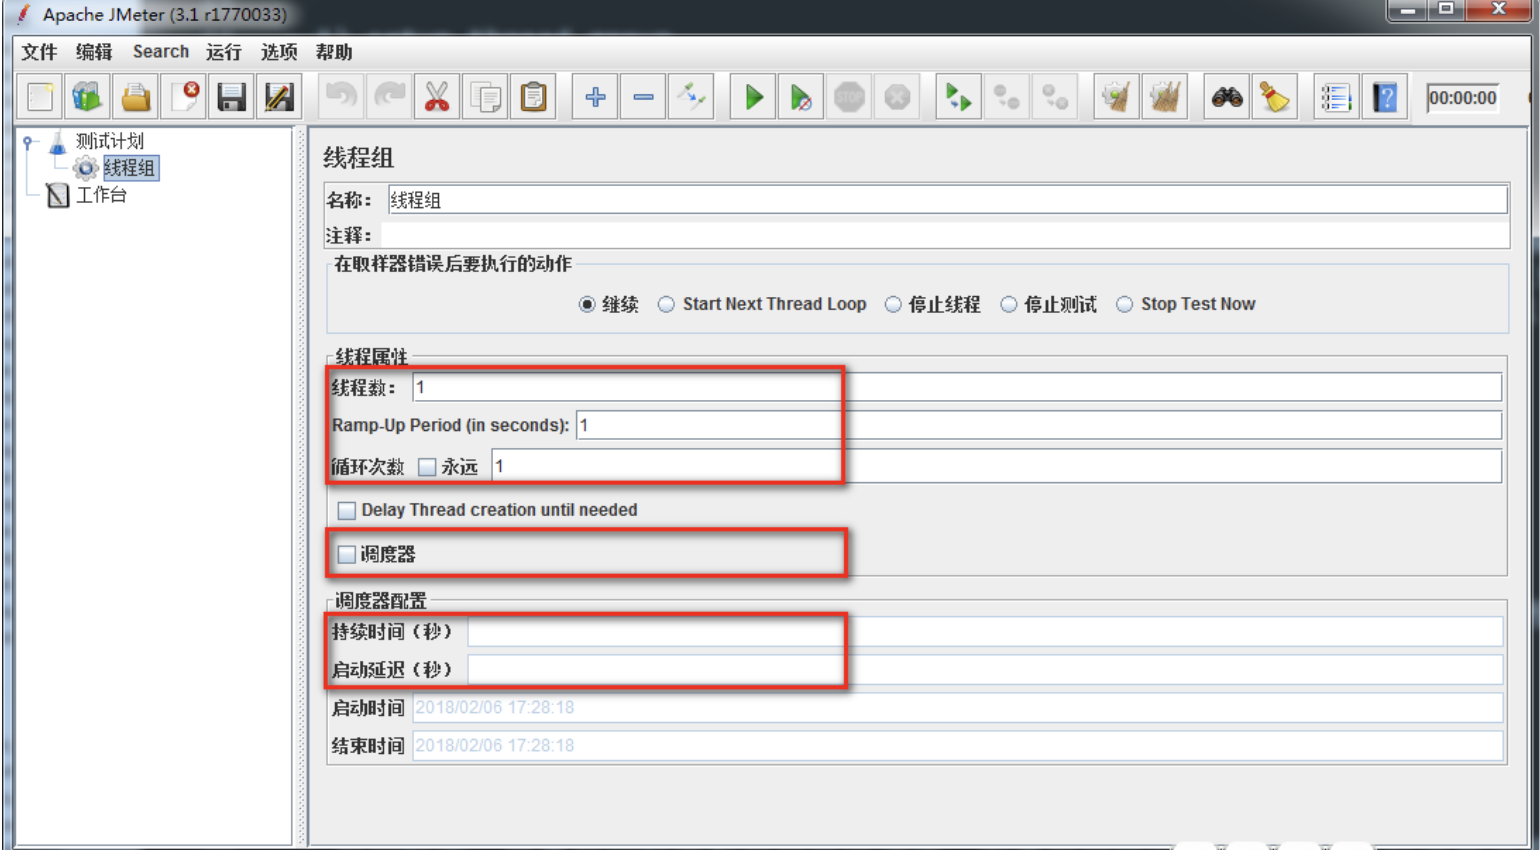 Apache JMeter (3.1 r1770033)
文件 编辑 Search 运行 选项 帮助
STOP 00:00:00
测试计划
线程组
工作台
线程组
名称： 线程组
注释：
在取样器错误后要执行的动作
继续 Start Next Thread Loop 停止线程 停止测试 Stop Test Now
线程属性
线程数： 1
Ramp-Up Period (in seconds): 1
循环次数 永远 1
Delay Thread creation until needed
调度器
调度器配置
持续时间（秒）
启动延迟（秒）
启动时间 2018/02/06 17:28:18
结束时间 2018/02/06 17:28:18